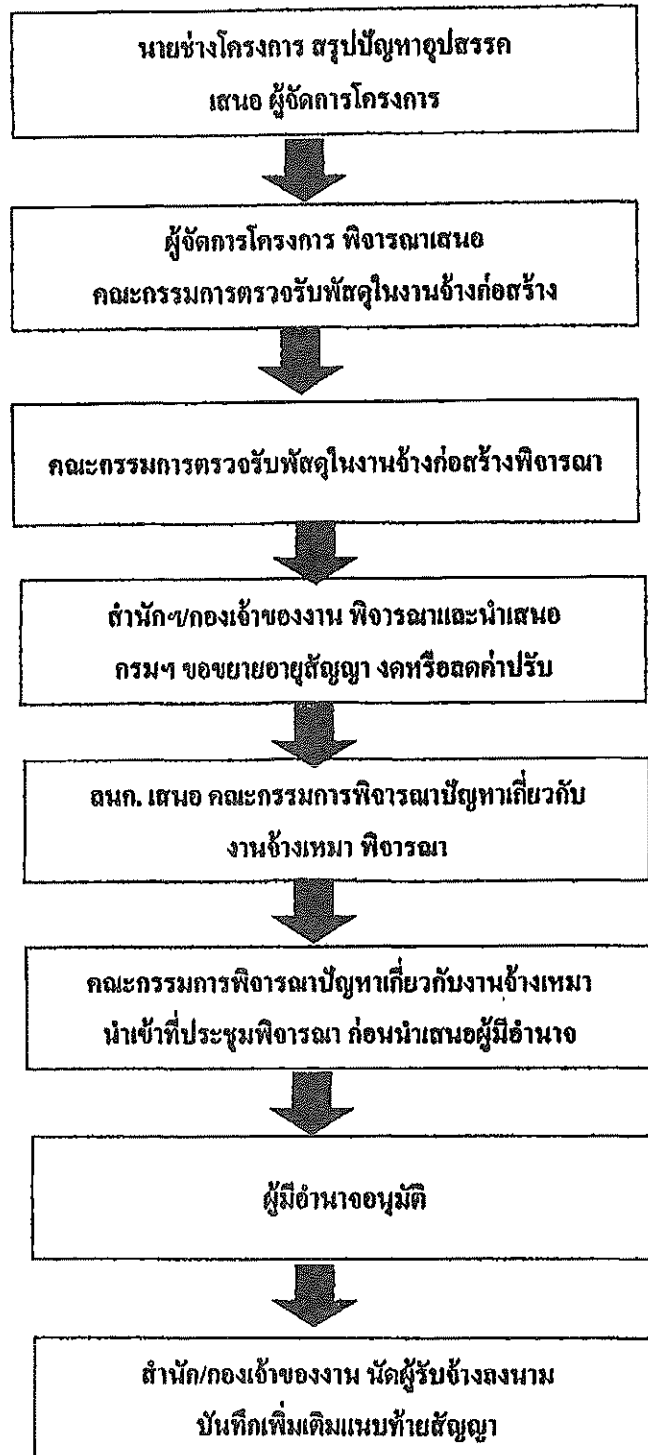 นายช่างโครงการ สรุปปัญหาอุปสรรค
เสนอ ผู้จัดการโครงการ
ผู้จัดการโครงการ พิจารณาเสนอ
คณะกรรมการตรวจรับพัสดุในงานจ้างก่อสร้าง
คณะกรรมการตรวจรับพัสดุในงานจ้างก่อสร้างพิจารณา
สำนักฯ/กองเจ้าของงาน พิจารณาและนำเสนอ
กรมฯ ขอขยายอายุสัญญา งดหรือลดค่าปรับ
ลนก. เสนอ คณะกรรมการพิจารณาปัญหาเกี่ยวกับ
งานจ้างเหมา พิจารณา
คณะกรรมการพิจารณาปัญหาเกี่ยวกับงานจ้างเหมา
นำเข้าที่ประชุมพิจารณา ก่อนนำเสนอผู้มีอำนาจ
ผู้มีอำนาจอนุมัติ
สำนัก/กองเจ้าของงาน นัดผู้รับจ้างลงนาม
บันทึกเพิ่มเติมแนบท้ายสัญญา